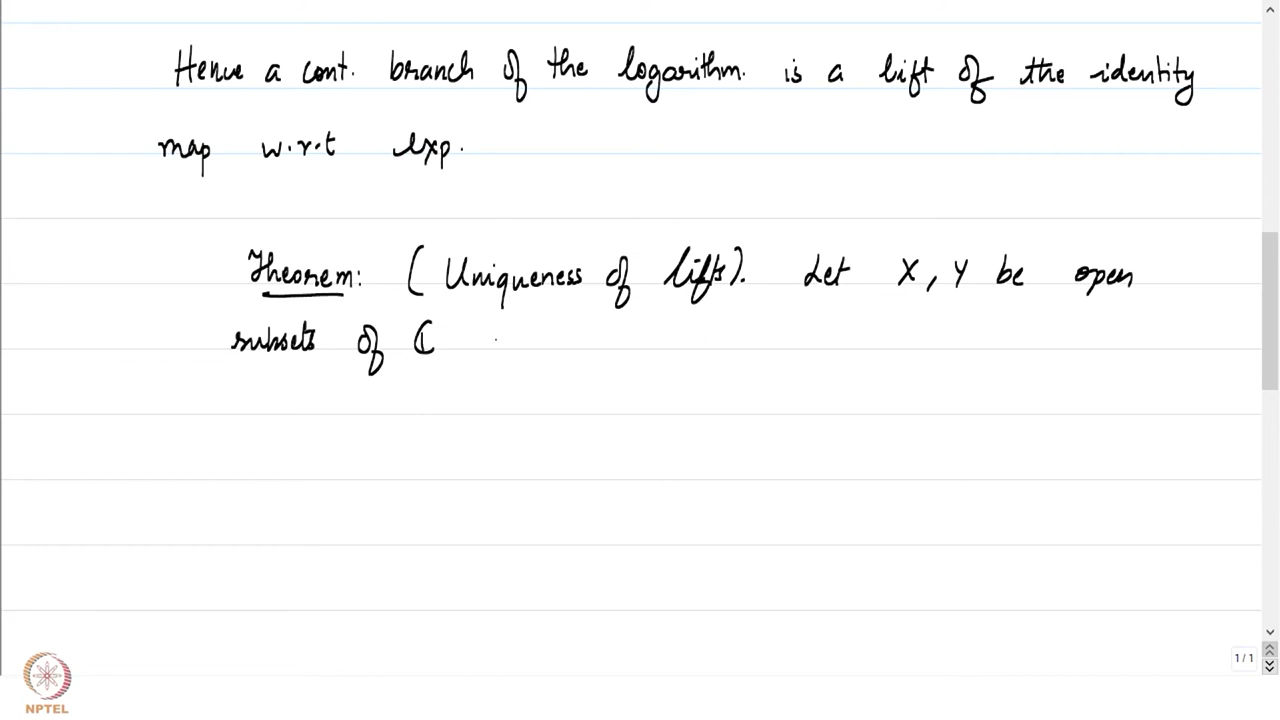 Hence a cont. branch of the logarithm. is a lift of the identity
map w.r.t exp.
Theorem: (Uniqueness of lifts). Let X, Y be open
subsets of ℂ
1/1
NPTEL